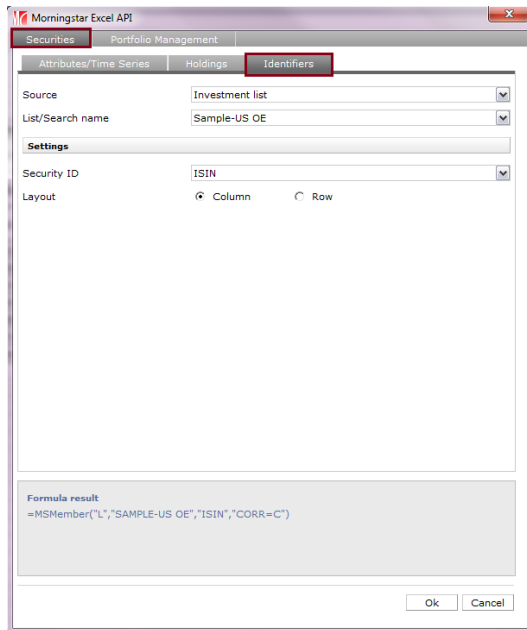 Morningstar Excel API
Securities Portfolio Management
Attributes/Time Series Holdings Identifiers
Source Investment list
List/Search name Sample-US OE
Settings
Security ID ISIN
Layout Column Row
Formula result
=MSMember("L","SAMPLE-US OE","ISIN","CORR=C")
Ok Cancel